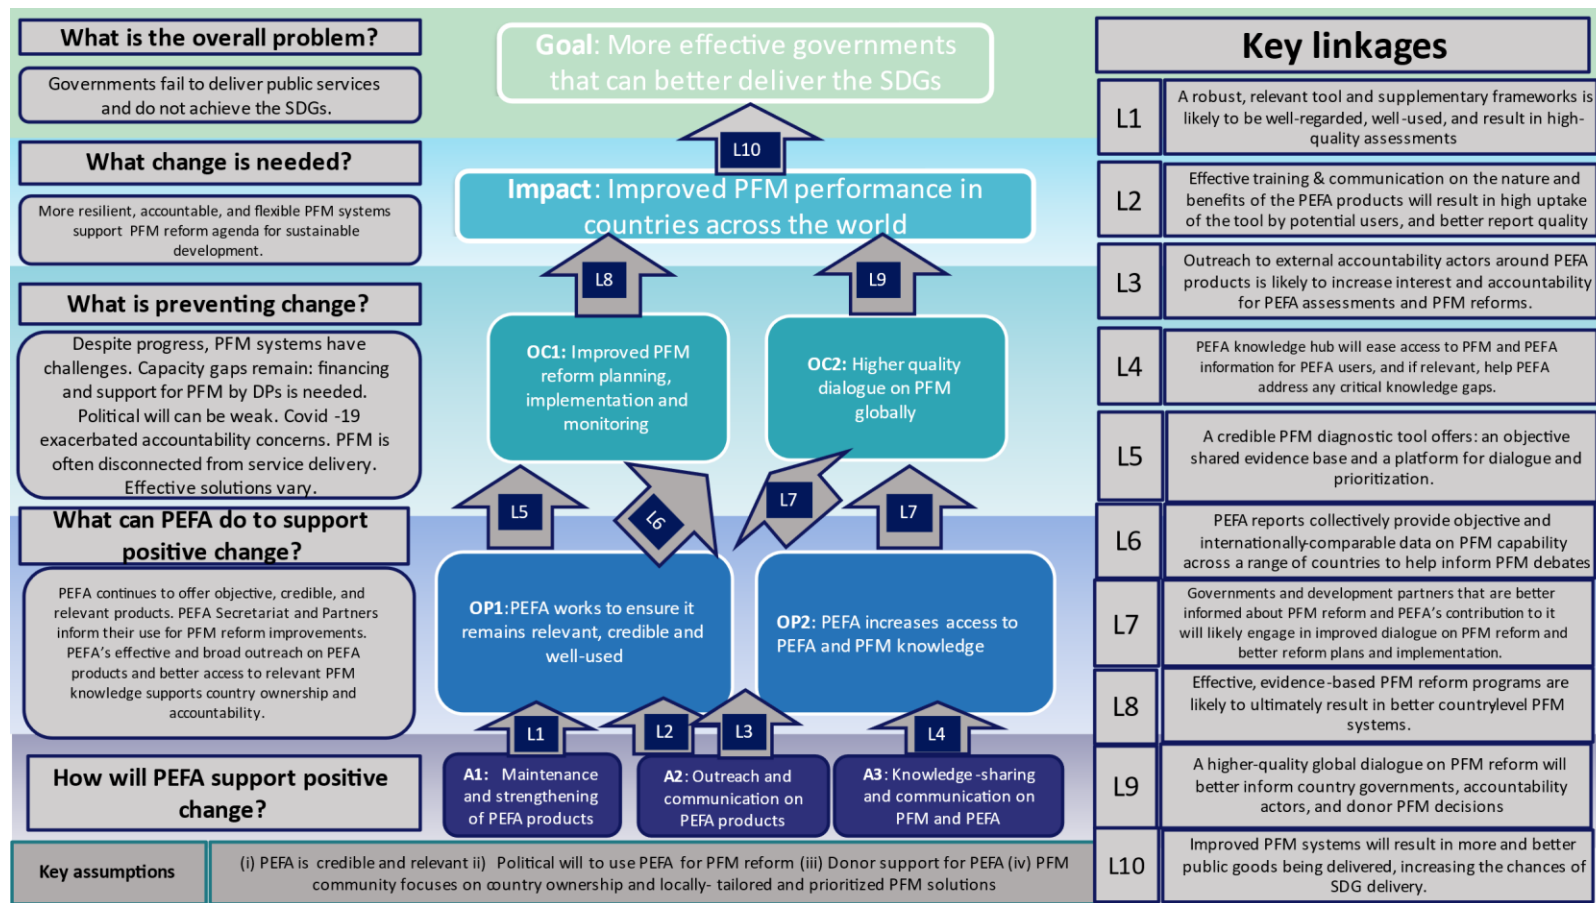 What is the overall problem?
Governments fail to deliver public services
and do not achieve the SDGs.
What change is needed?
More resilient, accountable, and flexible PFM systems
support PFM reform agenda for sustainable
development.
What is preventing change?
Despite progress, PFM systems have
challenges. Capacity gaps remain: financing
and support for PFM by DPs is needed.
Political will can be weak. Covid -19
exacerbated accountability concerns. PFM is
often disconnected from service delivery.
Effective solutions vary.
What can PEFA do to support
positive change?
PEFA continues to offer objective, credible, and
relevant products. PEFA Secretariat and Partners
inform their use for PFM reform improvements.
PEFA's effective and broad outreach on PEFA
products and better access to relevant PFM
knowledge supports country ownership and
accountability.
How will PEFA support positive
change?
Goal: More effective governments
that can better deliver the SDGs
L10
Impact: Improved PFM performance in
countries across the world
L8
L9
OC1: Improved PFM
reform planning,
implementation and
monitoring
OC2: Higher quality
dialogue on PFM
globally
L5
L6
L7
L7
OP1:PEFA works to ensure it
remains relevant, credible and
well-used
OP2: PEFA increases access to
PEFA and PFM knowledge
L1
L2
L3
L4
A1: Maintenance
and strengthening
of PEFA products
A2: Outreach and
communication on
PEFA products
A3: Knowledge-sharing
and communication on
PFM and PEFA
Key linkages
L1
A robust, relevant tool and supplementary frameworks is
likely to be well-regarded, well-used, and result in high-
quality assessments
L2
Effective training & communication on the nature and
benefits of the PEFA products will result in high uptake
of the tool by potential users, and better report quality
L3
Outreach to external accountability actors around PEFA
products is likely to increase interest and accountability
for PEFA assessments and PFM reforms.
L4
PEFA knowledge hub will ease access to PFM and PEFA
information for PEFA users, and if relevant, help PEFA
address any critical knowledge gaps.
L5
A credible PFM diagnostic tool offers: an objective
shared evidence base and a platform for dialogue and
prioritization.
L6
PEFA reports collectively provide objective and
internationally-comparable data on PFM capability
across a range of countries to help inform PFM debates
L7
Governments and development partners that are better
informed about PFM reform and PEFA's contribution to it
will likely engage in improved dialogue on PFM reform and
better reform plans and implementation.
L8
Effective, evidence-based PFM reform programs are
likely to ultimately result in better countrylevel PFM
systems.
L9
A higher-quality global dialogue on PFM reform will
better inform country governments, accountability
actors, and donor PFM decisions
L10
Improved PFM systems will result in more and better
public goods being delivered, increasing the chances of
SDG delivery.
Key assumptions
(i) PEFA is credible and relevant ii) Political will to use PEFA for PFM reform (iii) Donor support for PEFA (iv) PFM
community focuses on country ownership and locally- tailored and prioritized PFM solutions